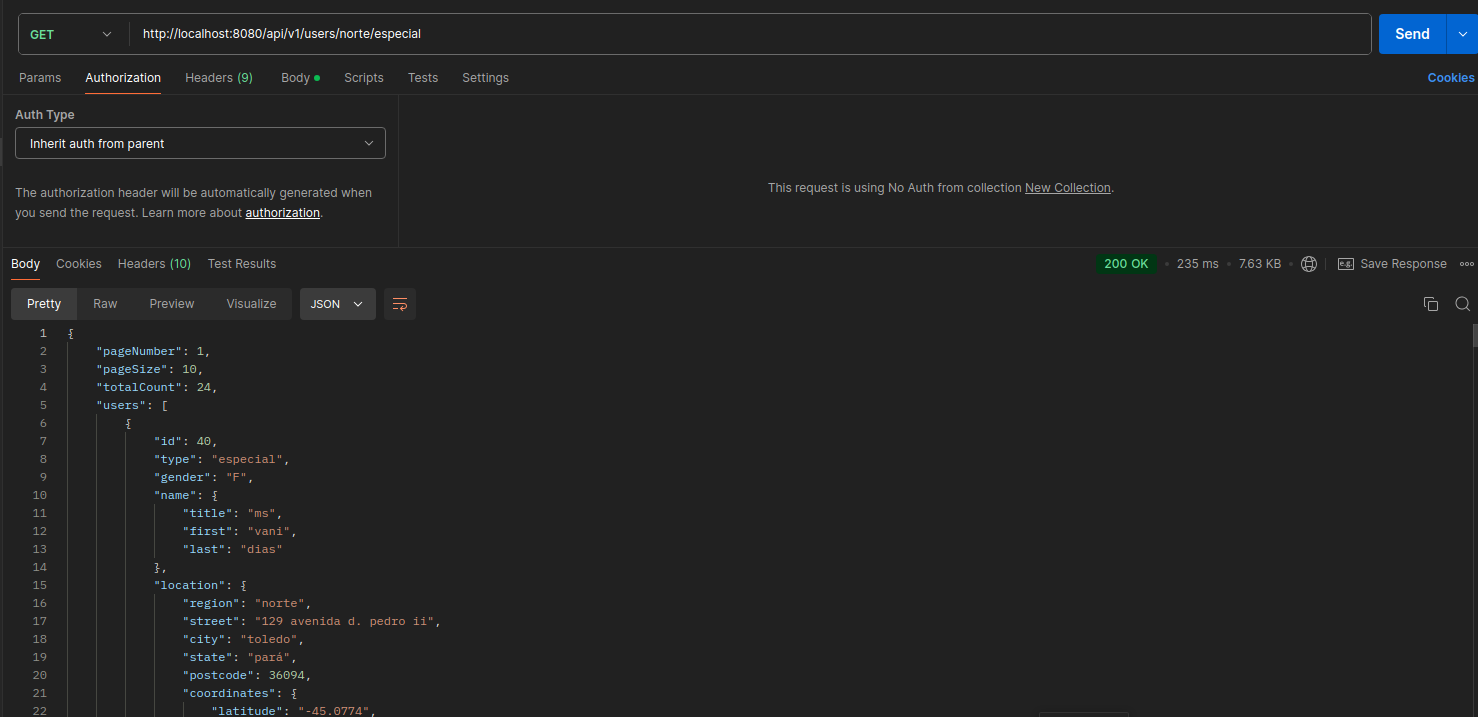 GET http://localhost:8080/api/v1/users/norte/especial Send
Params Authorization Headers (9) Body Scripts Tests Settings Cookies
Auth Type
Inherit auth from parent
The authorization header will be automatically generated when
you send the request. Learn more about authorization.
This request is using No Auth from collection New Collection.
Body Cookies Headers (10) Test Results 200 OK 235 ms 7.63 KB e.g. Save Response
Pretty Raw Preview Visualize JSON
1 {
2 "pageNumber": 1,
3 "pageSize": 10,
4 "totalCount": 24,
5 "users": [
6 {
7 "id": 40,
8 "type": "especial",
9 "gender": "F",
10 "name": {
11 "title": "ms",
12 "first": "vani",
13 "last": "dias"
14 },
15 "location": {
16 "region": "norte",
17 "street": "129 avenida d. pedro ii",
18 "city": "toledo",
19 "state": "pará",
20 "postcode": 36094,
21 "coordinates": {
22 "latitude": "-45.0774",